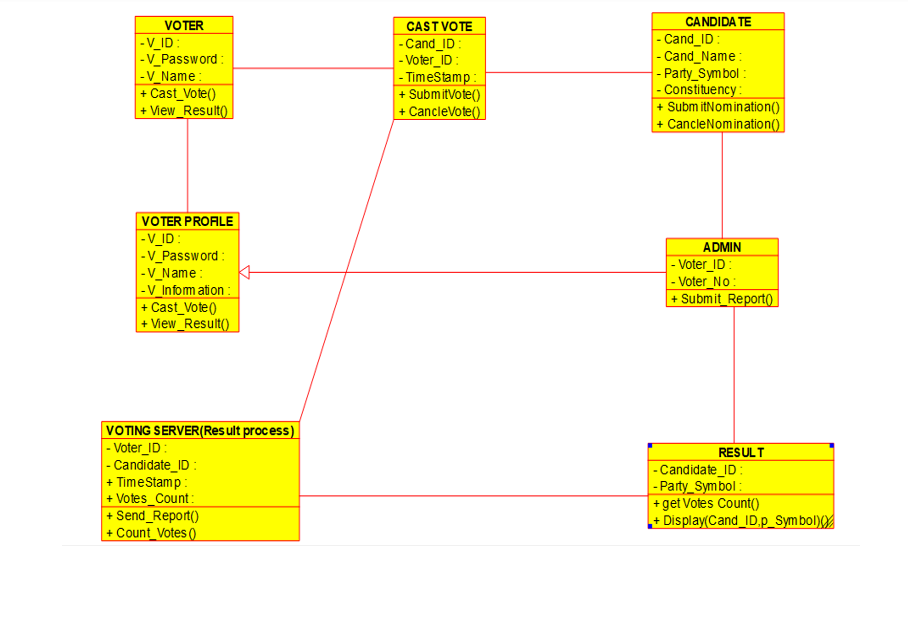 VOTER
- V_ID :
- V_Password :
- V_Name :
+ Cast_Vote()
+ View_Result()
CAST VOTE
- Cand_ID :
- Voter_ID :
- TimeStamp :
+ SubmitVote()
+ CancleVote()
CANDIDATE
- Cand_ID :
- Cand_Name :
- Party_Symbol :
- Constituency :
+ SubmitNomination()
+ CancleNomination()
VOTER PROFILE
- V_ID :
- V_Password :
- V_Name :
- V_Information :
+ Cast_Vote()
+ View_Result()
ADMIN
- Voter_ID :
- Voter_No :
+ Submit_Report()
VOTING SERVER(Result process)
- Voter_ID :
- Candidate_ID :
+ TimeStamp :
+ Votes_Count :
+ Send_Report()
+ Count_Votes()
RESULT
- Candidate_ID :
- Party_Symbol :
+ get Votes Count()
+ Display(Cand_ID,p_Symbol)()